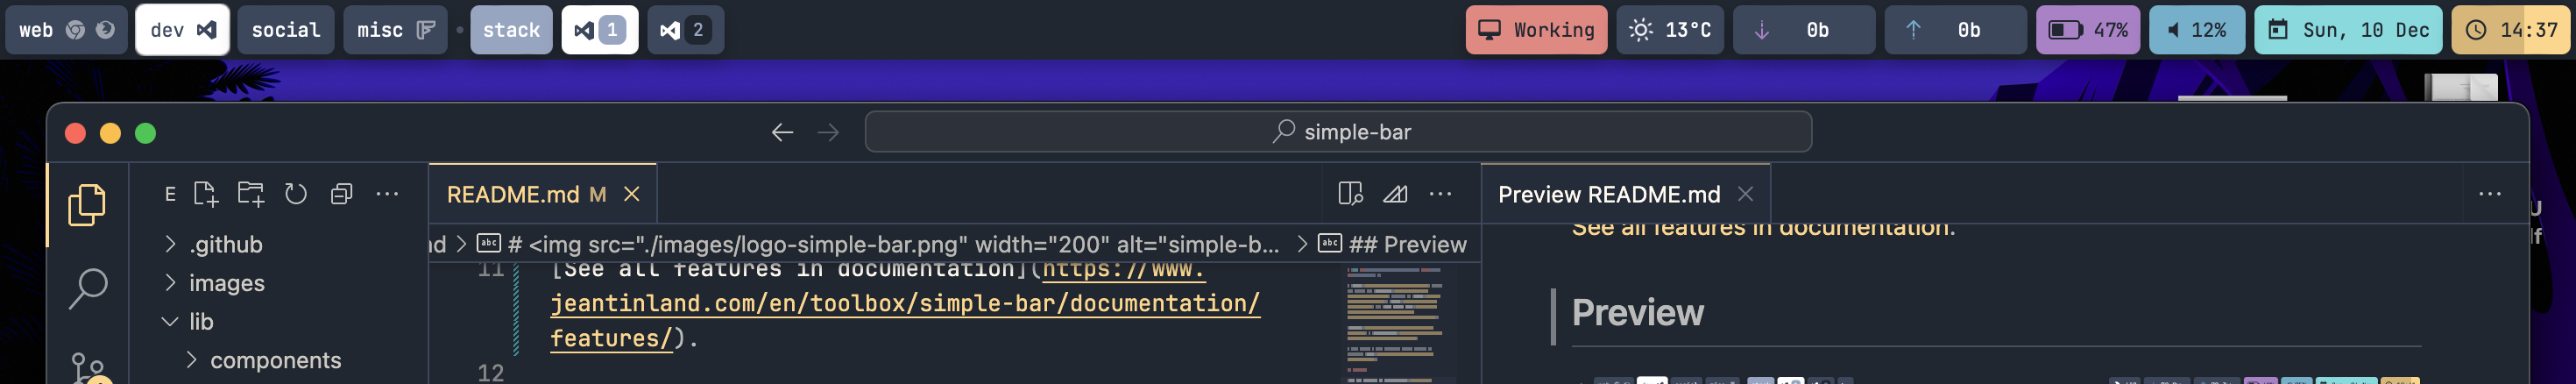 web dev social misc stack 1 2 Working 13°C 0b 0b 47% 12% Sun, 10 Dec 14:37
simple-bar
E README.md M Preview README.md
.github
images
lib
components
# <img src="./images/logo-simple-bar.png" width="200" alt="simple-b... ## Preview
11 [See all features in documentation](https://www.
jeantinland.com/en/toolbox/simple-bar/documentation/
features/).
12
See all features in documentation.
Preview